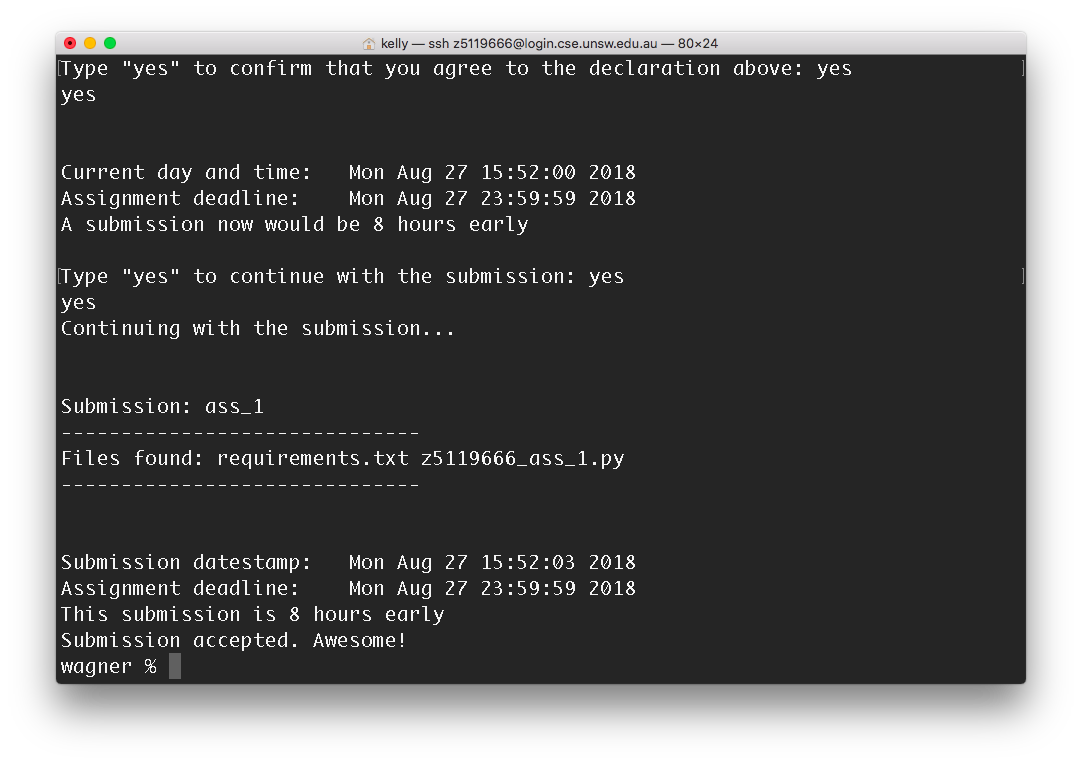 kelly — ssh z5119666@login.cse.unsw.edu.au — 80×24
[Type "yes" to confirm that you agree to the declaration above: yes ]
yes
Current day and time:   Mon Aug 27 15:52:00 2018
Assignment deadline:    Mon Aug 27 23:59:59 2018
A submission now would be 8 hours early
[Type "yes" to continue with the submission: yes ]
yes
Continuing with the submission...
Submission: ass_1
------------------------------
Files found: requirements.txt z5119666_ass_1.py
------------------------------
Submission datestamp:   Mon Aug 27 15:52:03 2018
Assignment deadline:    Mon Aug 27 23:59:59 2018
This submission is 8 hours early
Submission accepted. Awesome!
wagner %